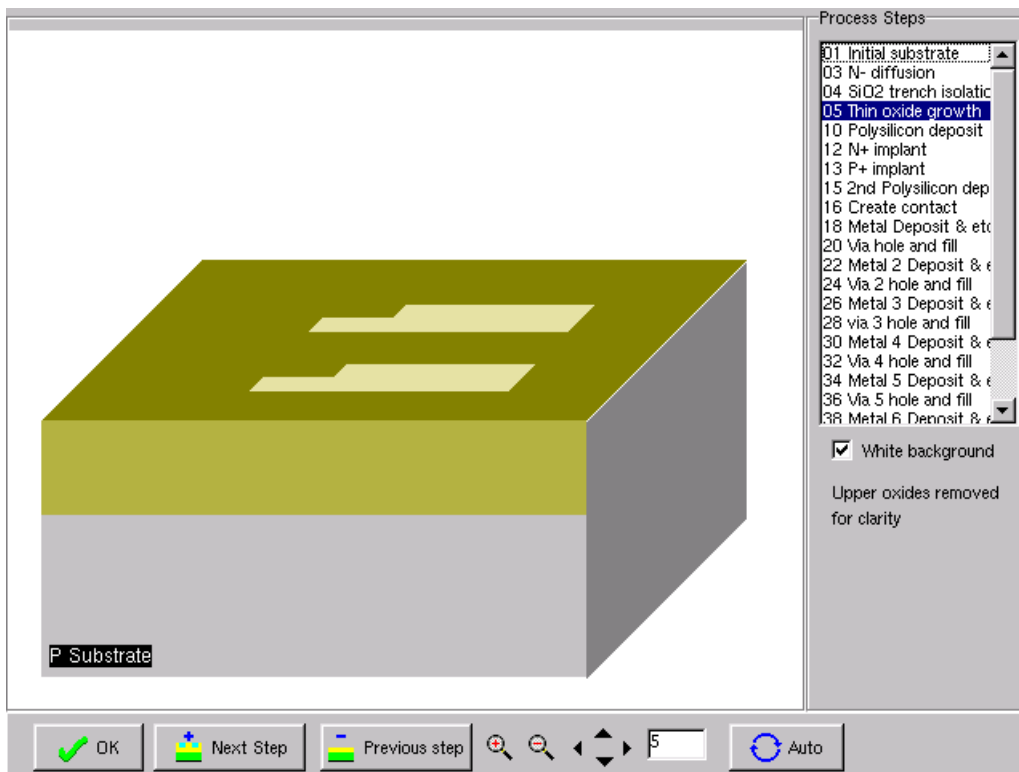 Process Steps
01 Initial substrate
03 N- diffusion
04 SiO2 trench isolatic
05 Thin oxide growth
10 Polysilicon deposit
12 N+ implant
13 P+ implant
15 2nd Polysilicon dep
16 Create contact
18 Metal Deposit & etc
20 Via hole and fill
22 Metal 2 Deposit & e
24 Via 2 hole and fill
26 Metal 3 Deposit & e
28 via 3 hole and fill
30 Metal 4 Deposit & e
32 Via 4 hole and fill
34 Metal 5 Deposit & e
36 Via 5 hole and fill
38 Metal 6 Deposit & e
White background
Upper oxides removed
for clarity
P Substrate
OK
Next Step
Previous step
5
Auto